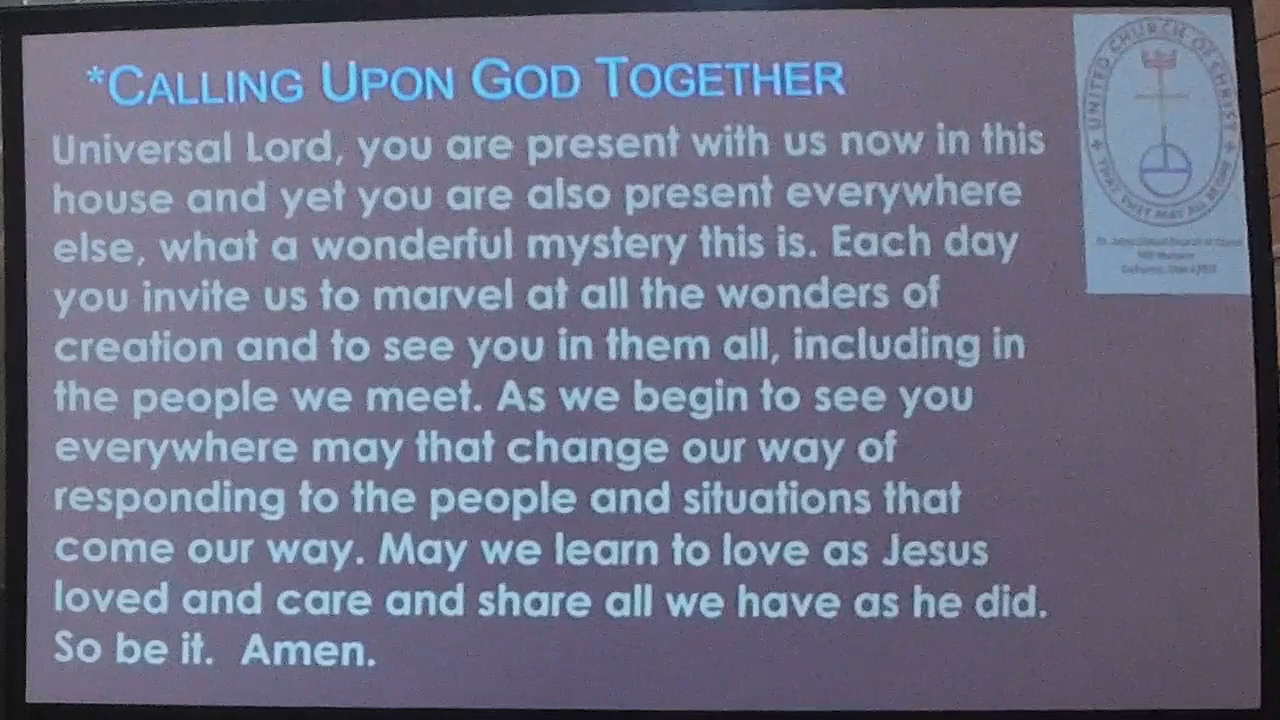 *CALLING UPON GOD TOGETHER
Universal Lord, you are present with us now in this
house and yet you are also present everywhere
else, what a wonderful mystery this is. Each day
you invite us to marvel at all the wonders of
creation and to see you in them all, including in
the people we meet. As we begin to see you
everywhere may that change our way of
responding to the people and situations that
come our way. May we learn to love as Jesus
loved and care and share all we have as he did.
So be it.  Amen.
UNITED CHURCH OF CHRIST
THAT THEY MAY ALL BE ONE